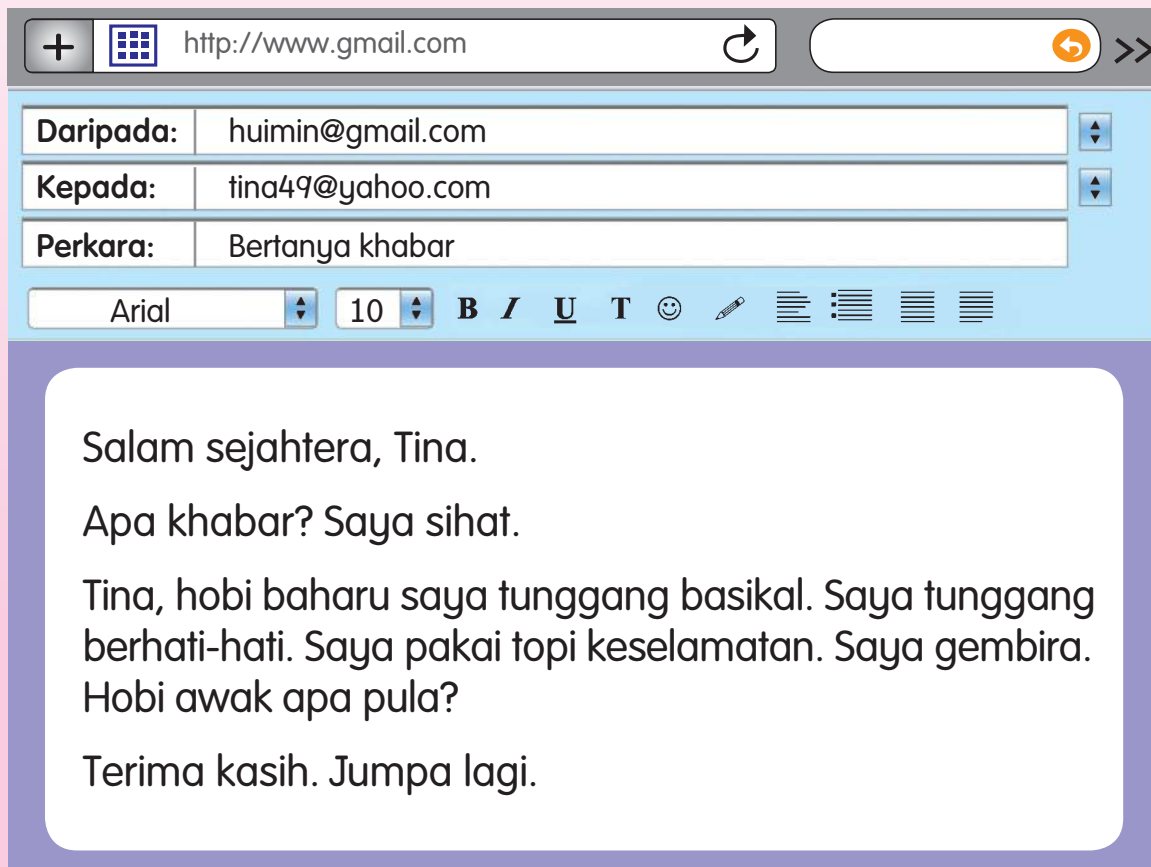 http://www.gmail.com
Daripada: huimin@gmail.com
Kepada: tina49@yahoo.com
Perkara: Bertanya khabar
Arial 10 B I U T
Salam sejahtera, Tina.
Apa khabar? Saya sihat.
Tina, hobi baharu saya tunggang basikal. Saya tunggang
berhati-hati. Saya pakai topi keselamatan. Saya gembira.
Hobi awak apa pula?
Terima kasih. Jumpa lagi.